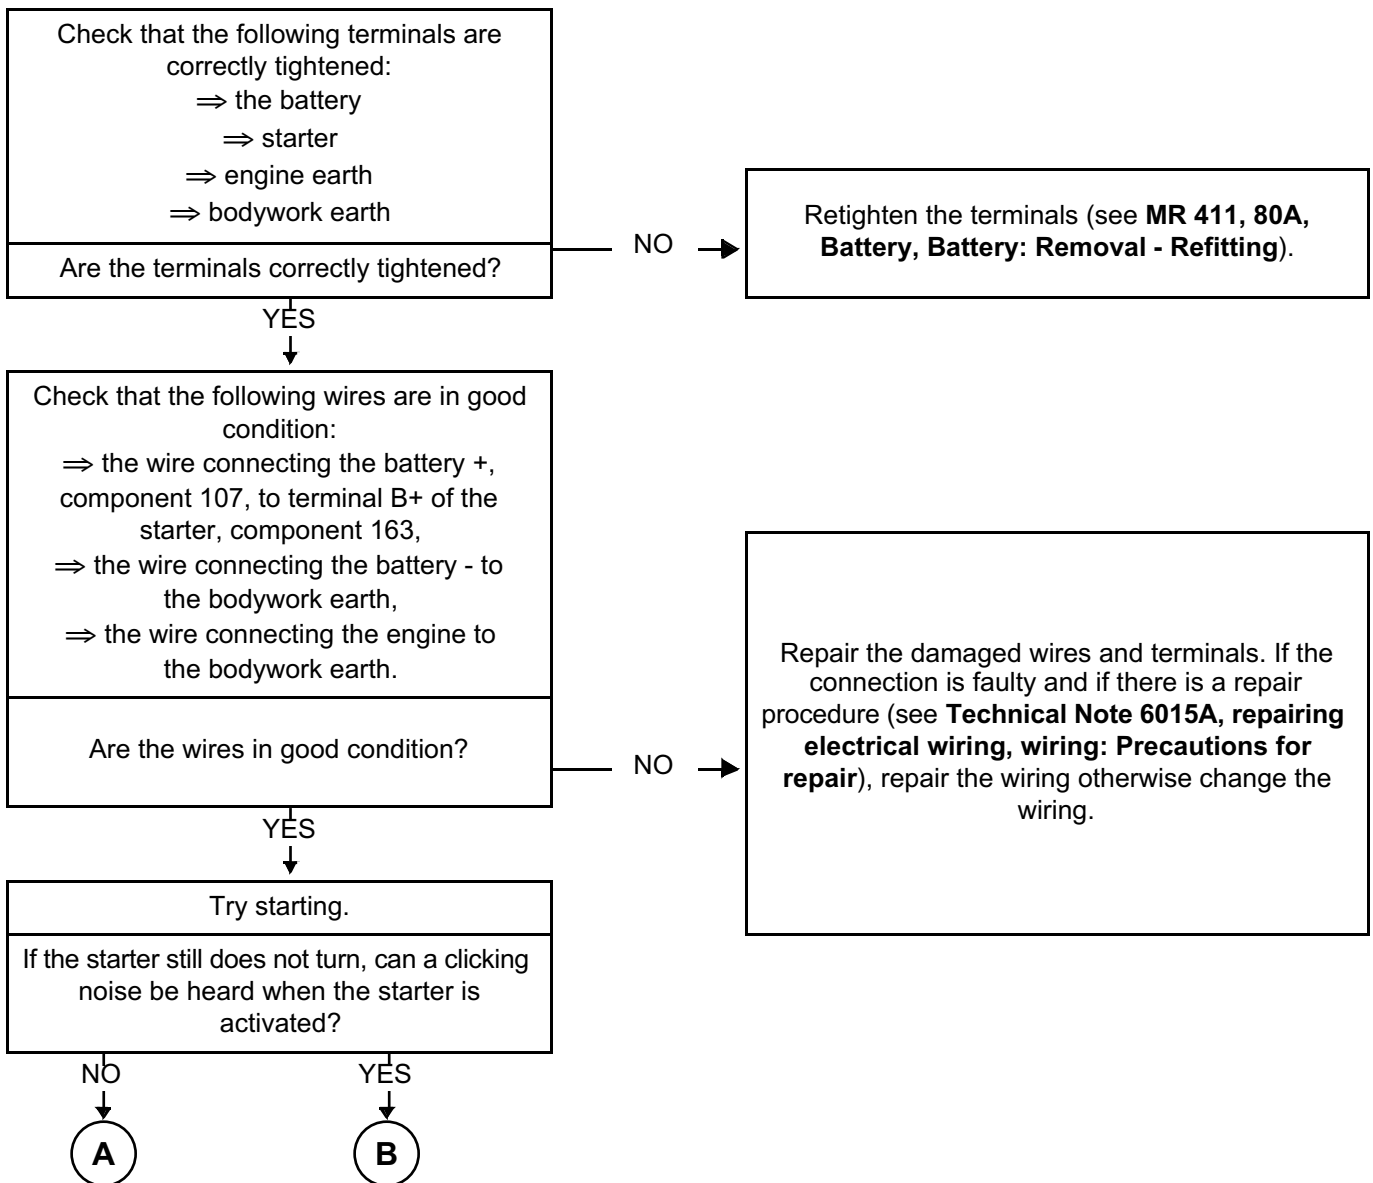 Check that the following terminals are
correctly tightened:
⇒ the battery
⇒ starter
⇒ engine earth
⇒ bodywork earth
Are the terminals correctly tightened?
NO
Retighten the terminals (see MR 411, 80A,
Battery, Battery: Removal - Refitting).
YES
Check that the following wires are in good
condition:
⇒ the wire connecting the battery +,
component 107, to terminal B+ of the
starter, component 163,
⇒ the wire connecting the battery - to
the bodywork earth,
⇒ the wire connecting the engine to
the bodywork earth.
Are the wires in good condition?
NO
Repair the damaged wires and terminals. If the
connection is faulty and if there is a repair
procedure (see Technical Note 6015A, repairing
electrical wiring, wiring: Precautions for
repair), repair the wiring otherwise change the
wiring.
YES
Try starting.
If the starter still does not turn, can a clicking
noise be heard when the starter is
activated?
NO
YES
A
B